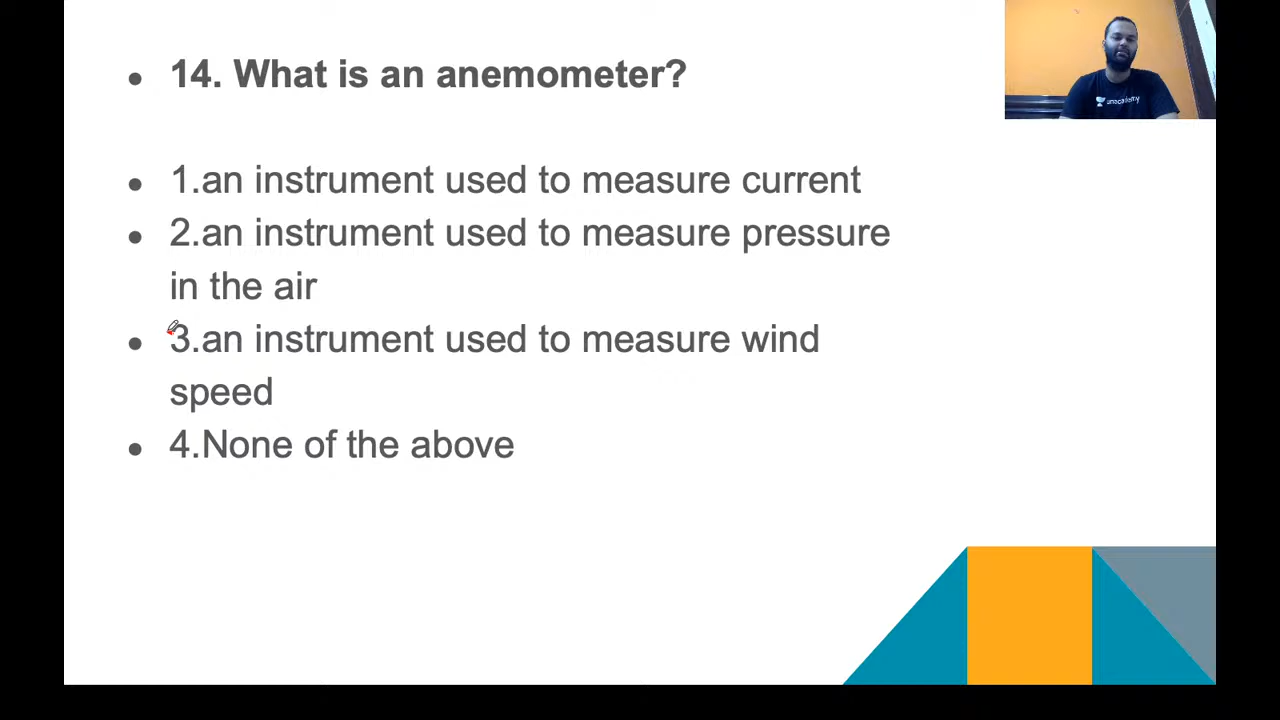 14. What is an anemometer?
1.an instrument used to measure current
2.an instrument used to measure pressure
in the air
3.an instrument used to measure wind
speed
4.None of the above
unacademy